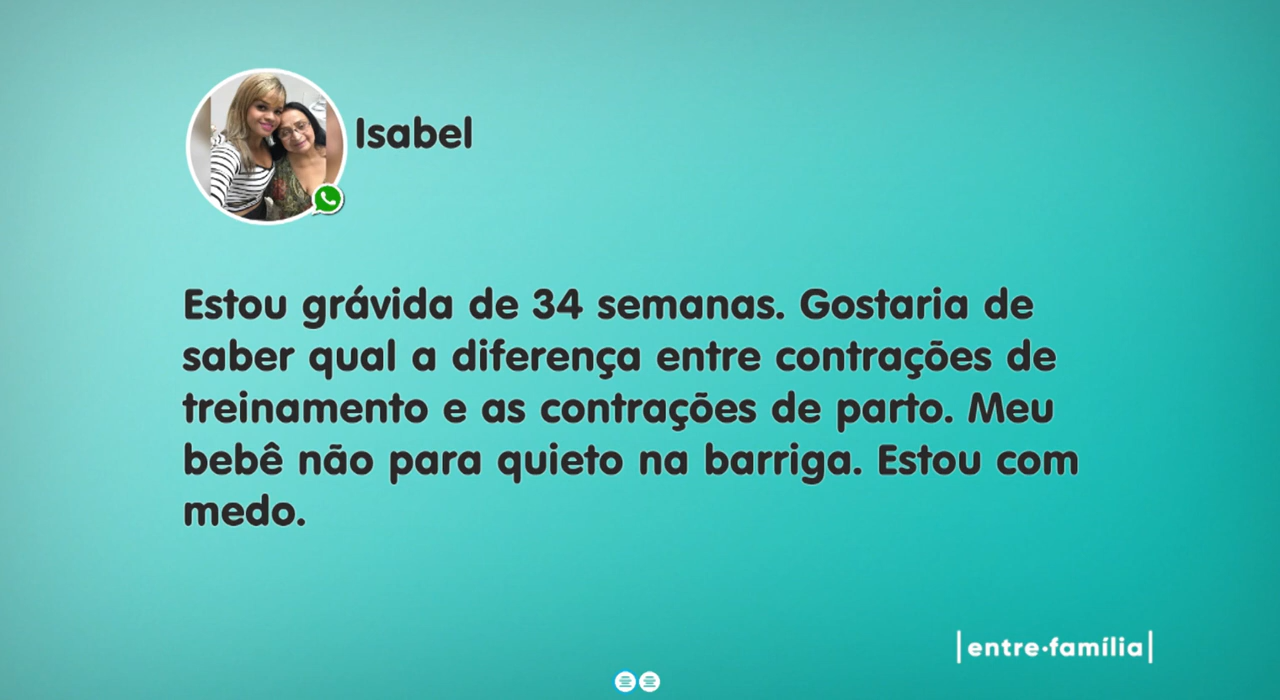 Isabel
Estou grávida de 34 semanas. Gostaria de
saber qual a diferença entre contrações de
treinamento e as contrações de parto. Meu
bebê não para quieto na barriga. Estou com
medo.
|entre•família|